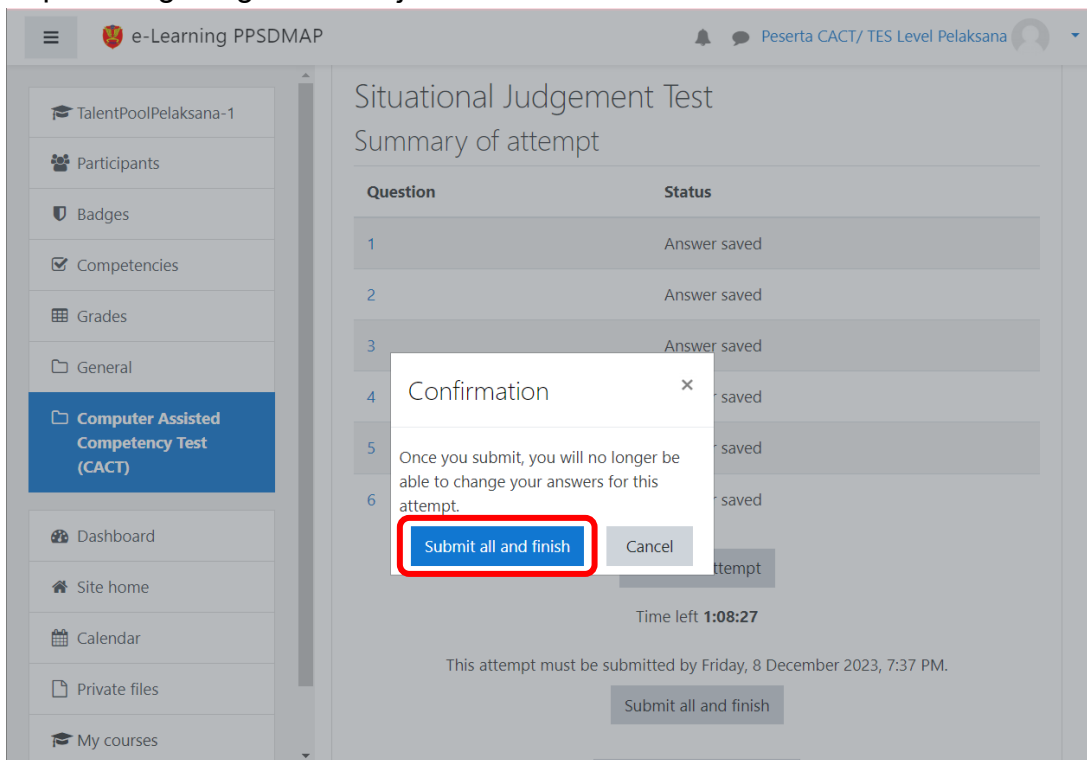 e-Learning PPSDMAP
Peserta CACT/ TES Level Pelaksana
TalentPoolPelaksana-1
Participants
Badges
Competencies
Grades
General
Computer Assisted
Competency Test
(CACT)
Dashboard
Site home
Calendar
Private files
My courses
Situational Judgement Test
Summary of attempt
Question Status
1 Answer saved
2 Answer saved
3 Answer saved
4 saved
5 saved
6 saved
Confirmation ×
Once you submit, you will no longer be
able to change your answers for this
attempt.
Submit all and finish Cancel
attempt
Time left 1:08:27
This attempt must be submitted by Friday, 8 December 2023, 7:37 PM.
Submit all and finish